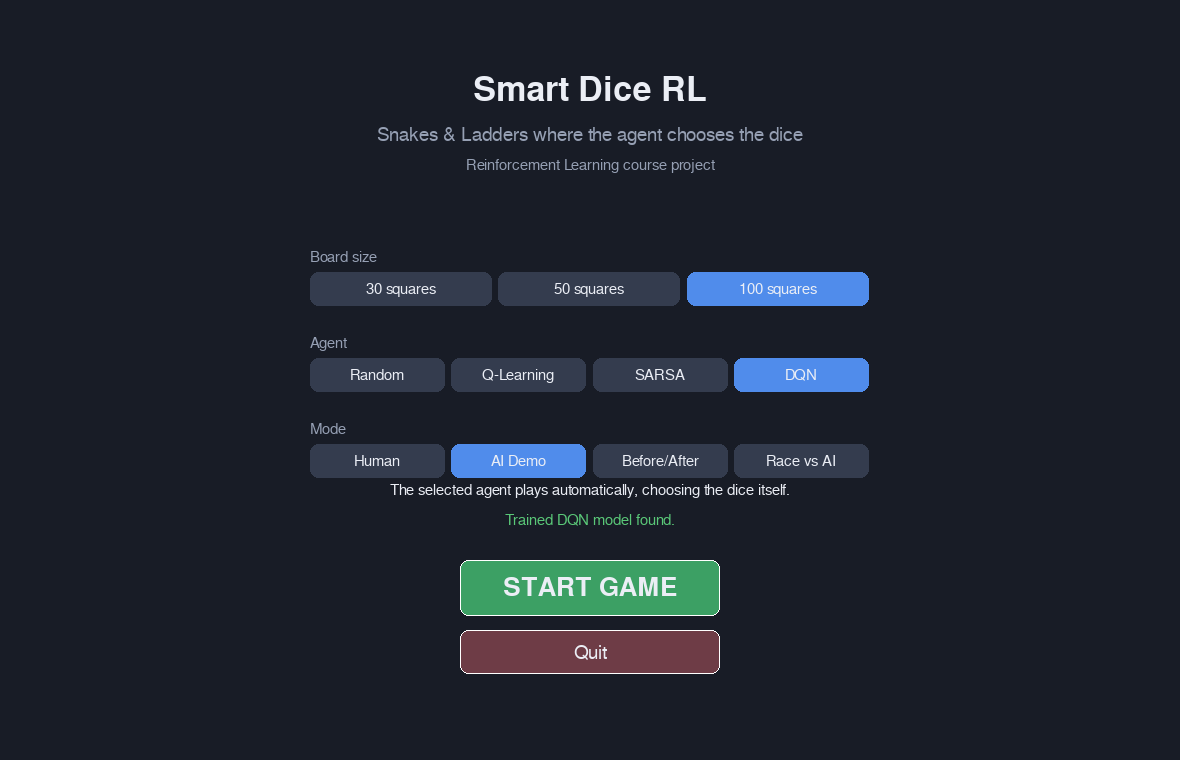 Smart Dice RL
Snakes & Ladders where the agent chooses the dice
Reinforcement Learning course project
Board size
30 squares 50 squares 100 squares
Agent
Random Q-Learning SARSA DQN
Mode
Human AI Demo Before/After Race vs AI
The selected agent plays automatically, choosing the dice itself.
Trained DQN model found.
START GAME
Quit